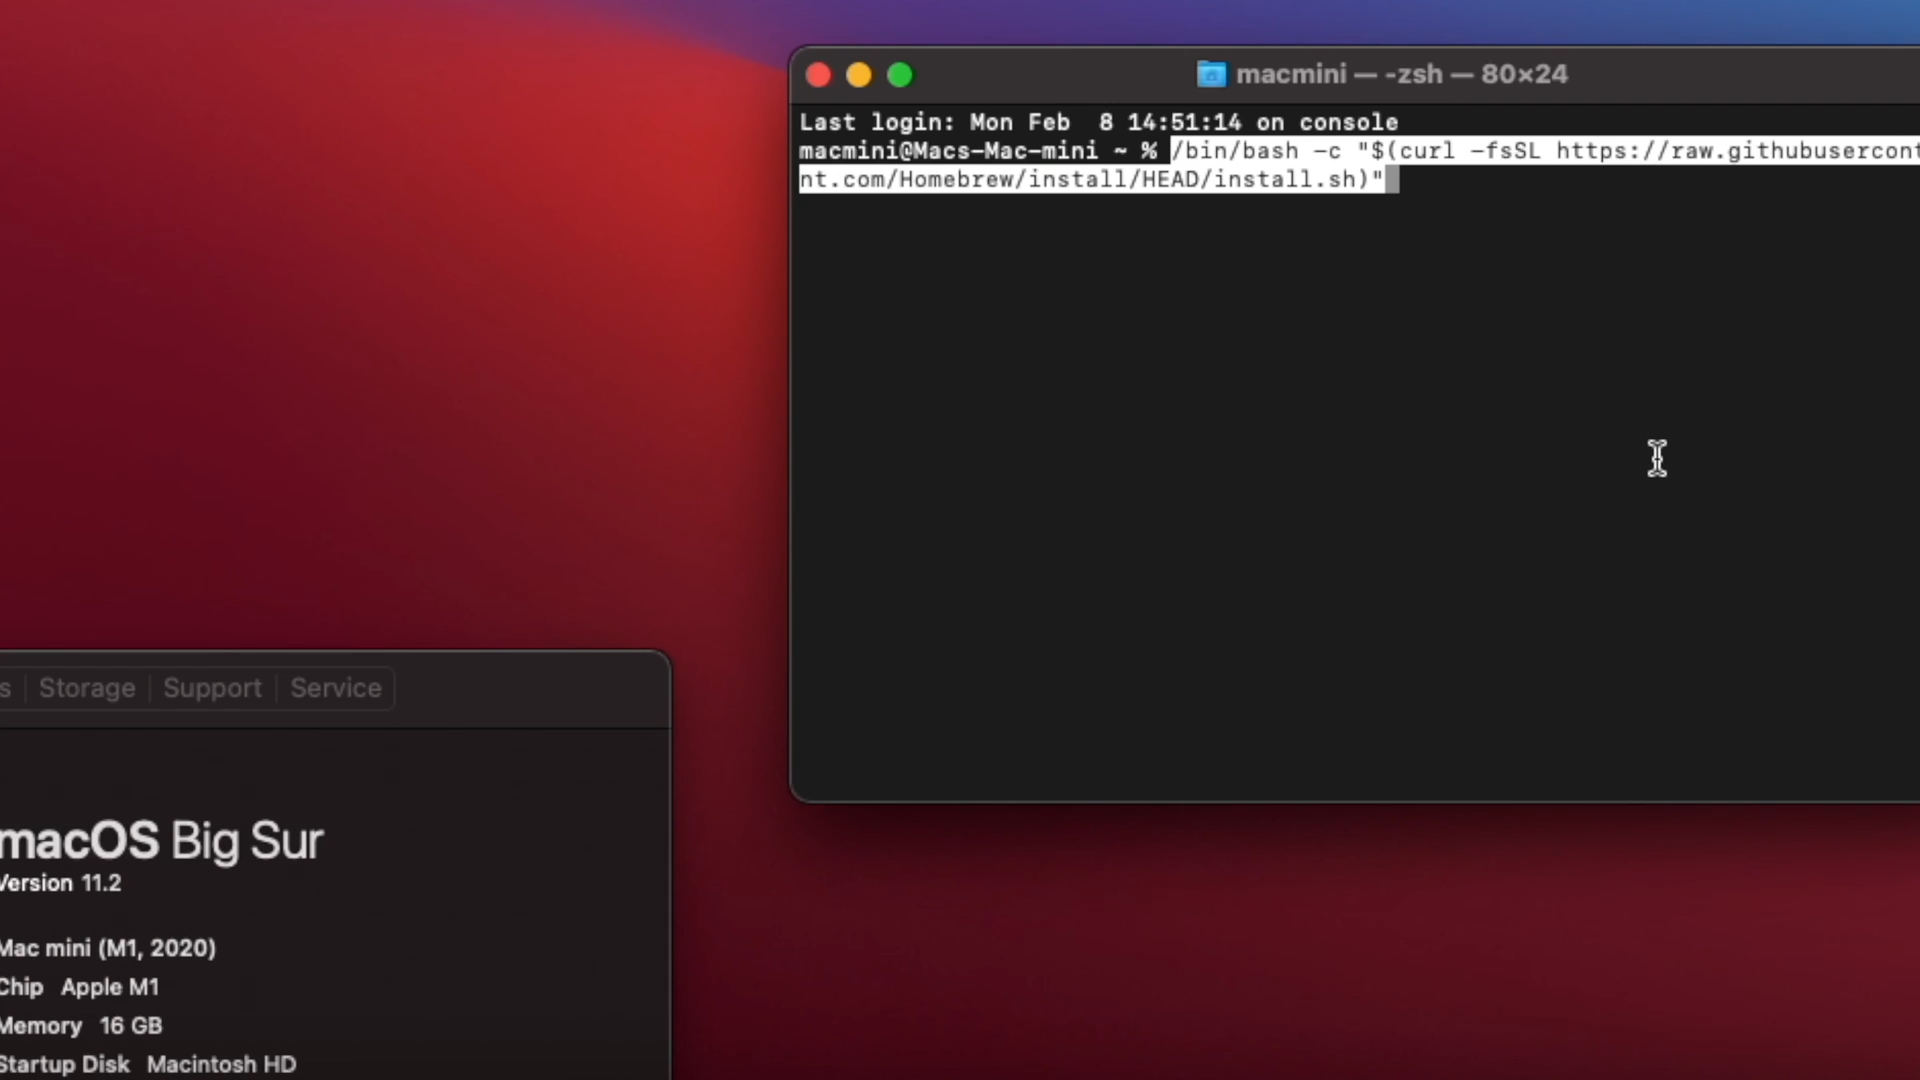 macmini — -zsh — 80×24
Last login: Mon Feb  8 14:51:14 on console
macmini@Macs-Mac-mini ~ % /bin/bash -c "$(curl -fsSL https://raw.githubusercont
nt.com/Homebrew/install/HEAD/install.sh)"
s Storage Support Service
macOS Big Sur
Version 11.2
Mac mini (M1, 2020)
Chip Apple M1
Memory 16 GB
Startup Disk Macintosh HD